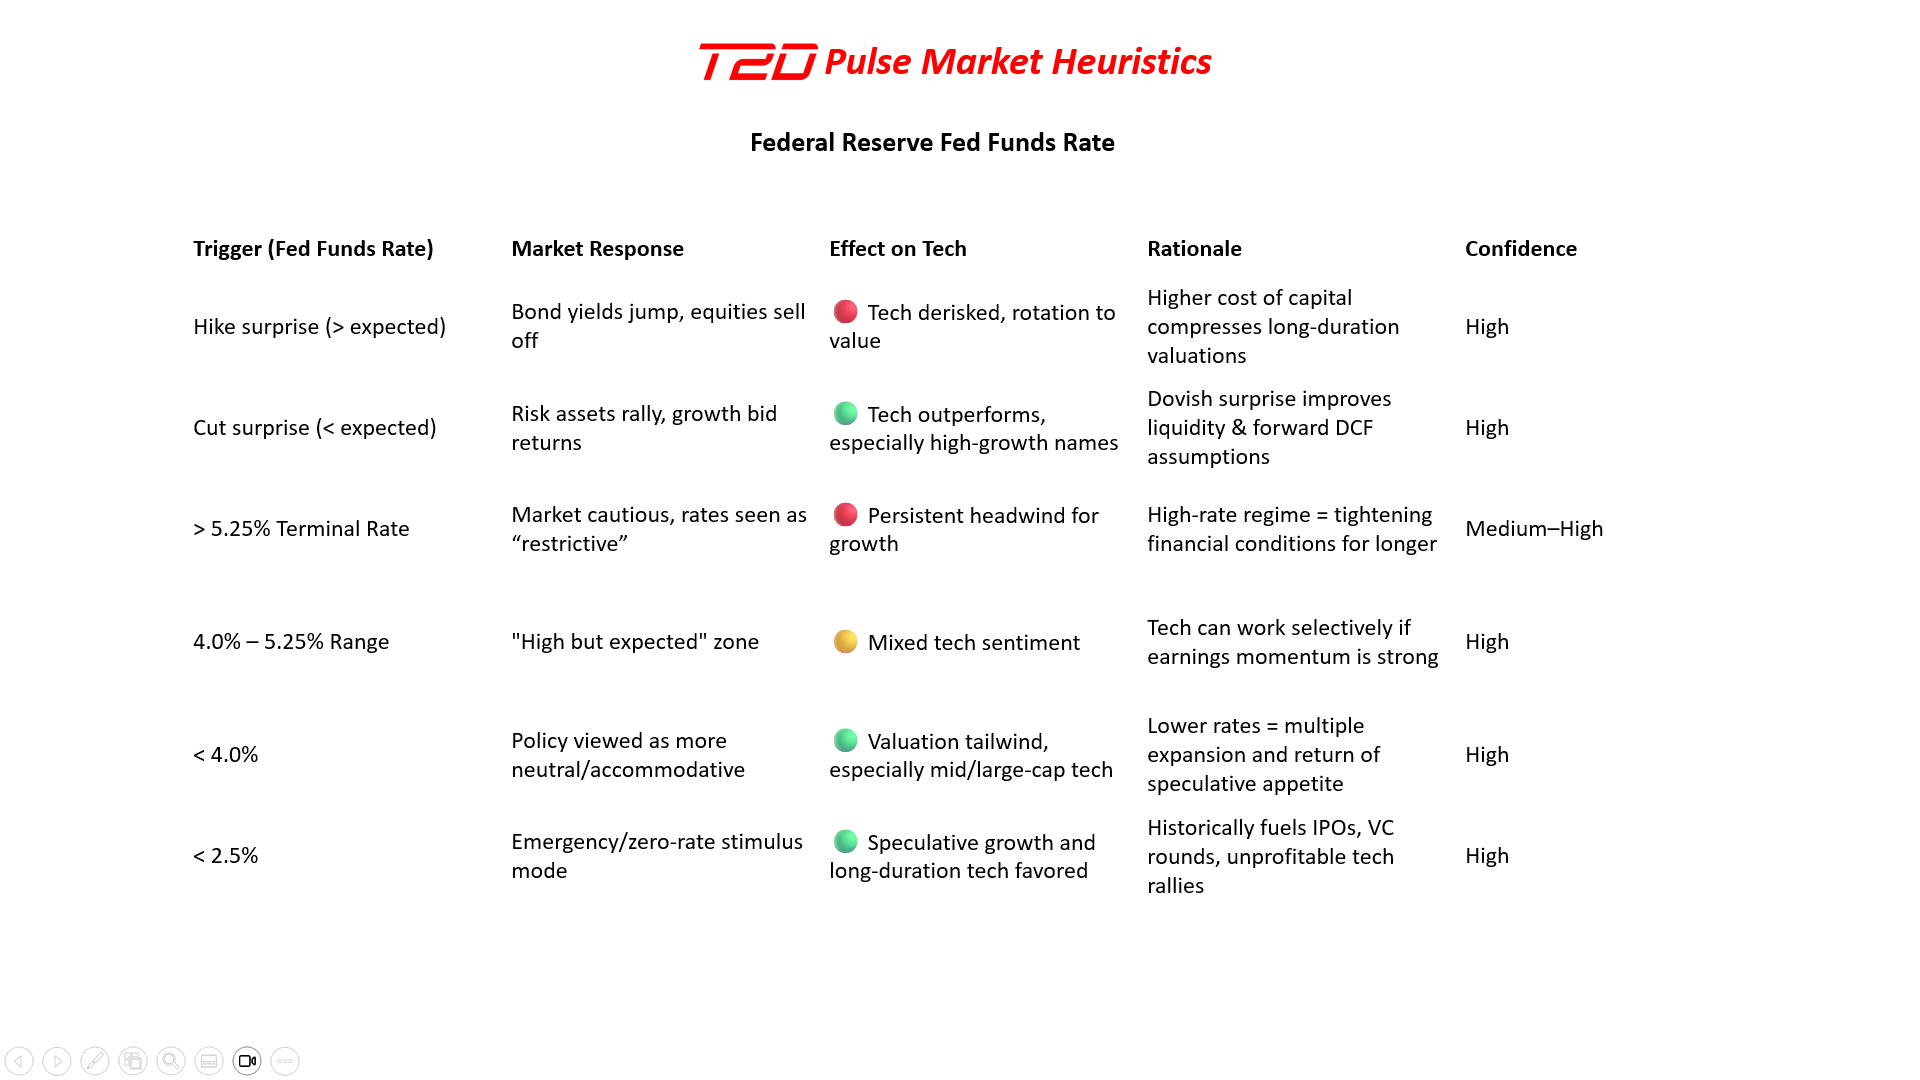 T2D Pulse Market Heuristics
Federal Reserve Fed Funds Rate
Trigger (Fed Funds Rate) Market Response Effect on Tech Rationale Confidence
Hike surprise (> expected)
Bond yields jump, equities sell
off
Tech derisked, rotation to
value
Higher cost of capital
compresses long-duration
valuations
High
Cut surprise (< expected)
Risk assets rally, growth bid
returns
Tech outperforms,
especially high-growth names
Dovish surprise improves
liquidity & forward DCF
assumptions
High
> 5.25% Terminal Rate
Market cautious, rates seen as
“restrictive”
Persistent headwind for
growth
High-rate regime = tightening
financial conditions for longer
Medium–High
4.0% – 5.25% Range
"High but expected" zone
Mixed tech sentiment
Tech can work selectively if
earnings momentum is strong
High
< 4.0%
Policy viewed as more
neutral/accommodative
Valuation tailwind,
especially mid/large-cap tech
Lower rates = multiple
expansion and return of
speculative appetite
High
< 2.5%
Emergency/zero-rate stimulus
mode
Speculative growth and
long-duration tech favored
Historically fuels IPOs, VC
rounds, unprofitable tech
rallies
High